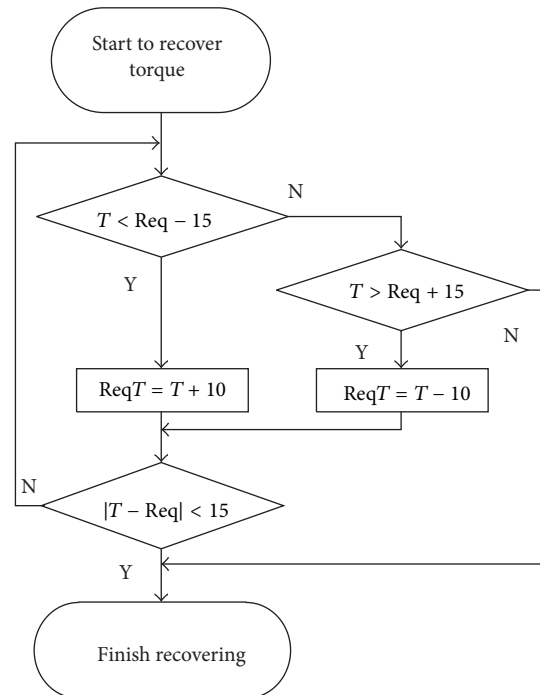 Start to recover
torque
T < Req − 15
N
Y
T > Req + 15
N
Y
ReqT = T + 10
ReqT = T − 10
N
|T − Req| < 15
Y
Finish recovering